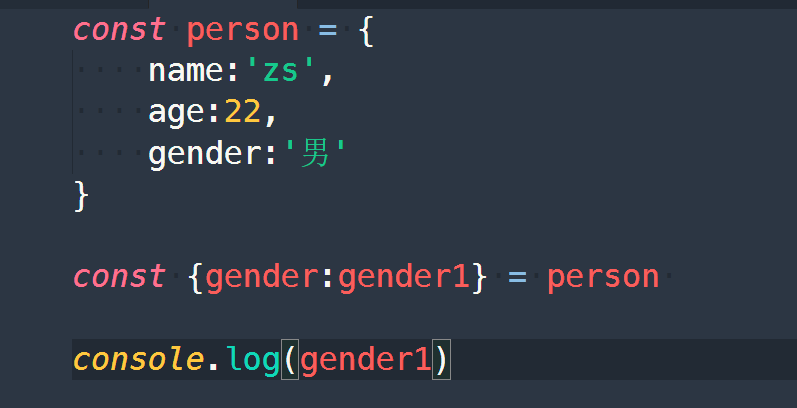 const person = {
    name:'zs',
    age:22,
    gender:'男'
}
const {gender:gender1} = person
console.log(gender1)